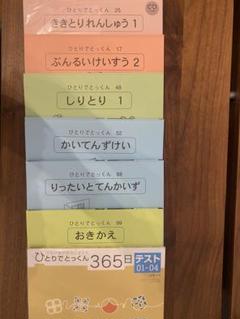 ひとりでとっくん 25
CD
ききとりれんしゅう 1
ひとりでとっくん 17
ぶんるいけいすう 2
ひとりでとっくん 48
しりとり 1
ひとりでとっくん 52
かいてんずけい
ひとりでとっくん 88
りったいとてんかいず
ひとりでとっくん 99
おきかえ
ひとりでとっくん 365日
テスト
01-04